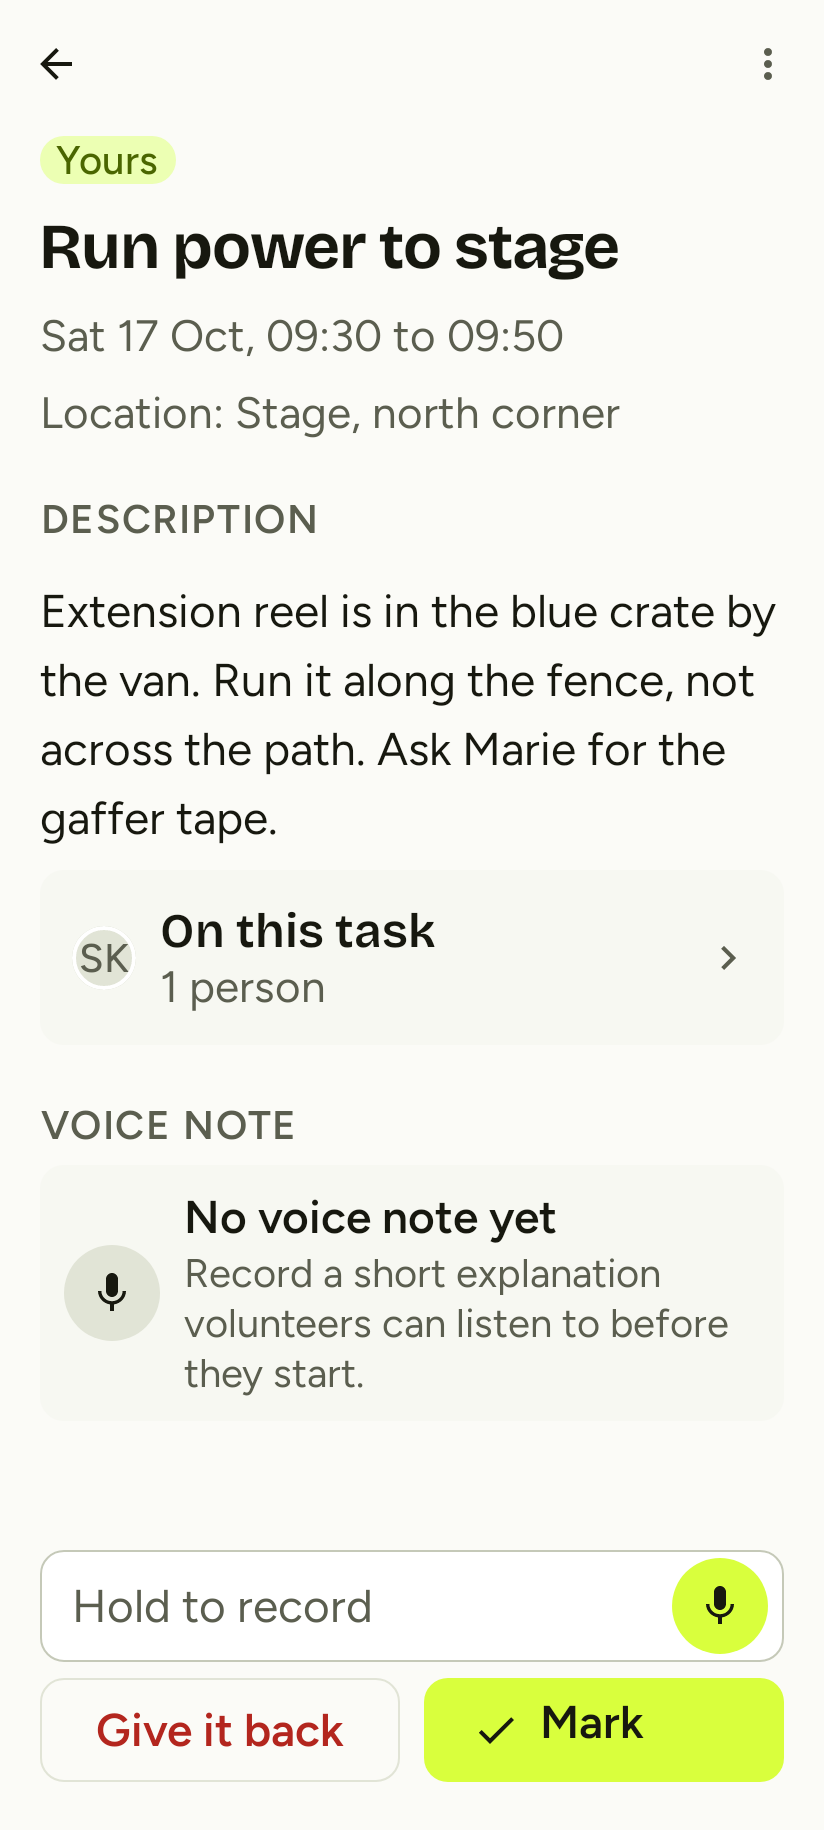 Yours
Run power to stage
Sat 17 Oct, 09:30 to 09:50
Location: Stage, north corner
DESCRIPTION
Extension reel is in the blue crate by
the van. Run it along the fence, not
across the path. Ask Marie for the
gaffer tape.
SK
On this task
1 person
VOICE NOTE
No voice note yet
Record a short explanation
volunteers can listen to before
they start.
Hold to record
Give it back
Mark